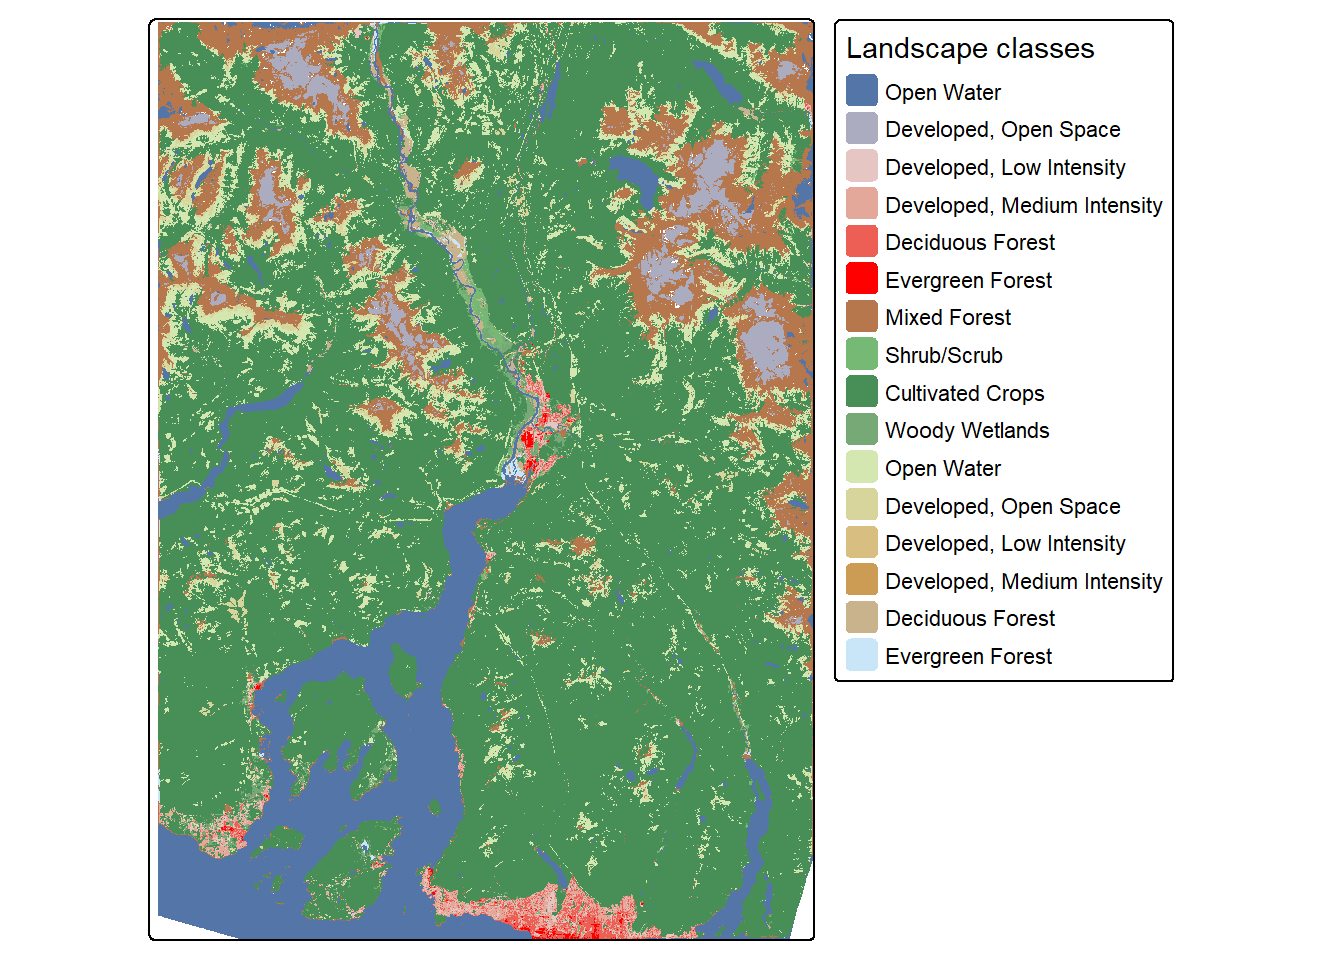 Landscape classes
Open Water
Developed, Open Space
Developed, Low Intensity
Developed, Medium Intensity
Deciduous Forest
Evergreen Forest
Mixed Forest
Shrub/Scrub
Cultivated Crops
Woody Wetlands
Open Water
Developed, Open Space
Developed, Low Intensity
Developed, Medium Intensity
Deciduous Forest
Evergreen Forest